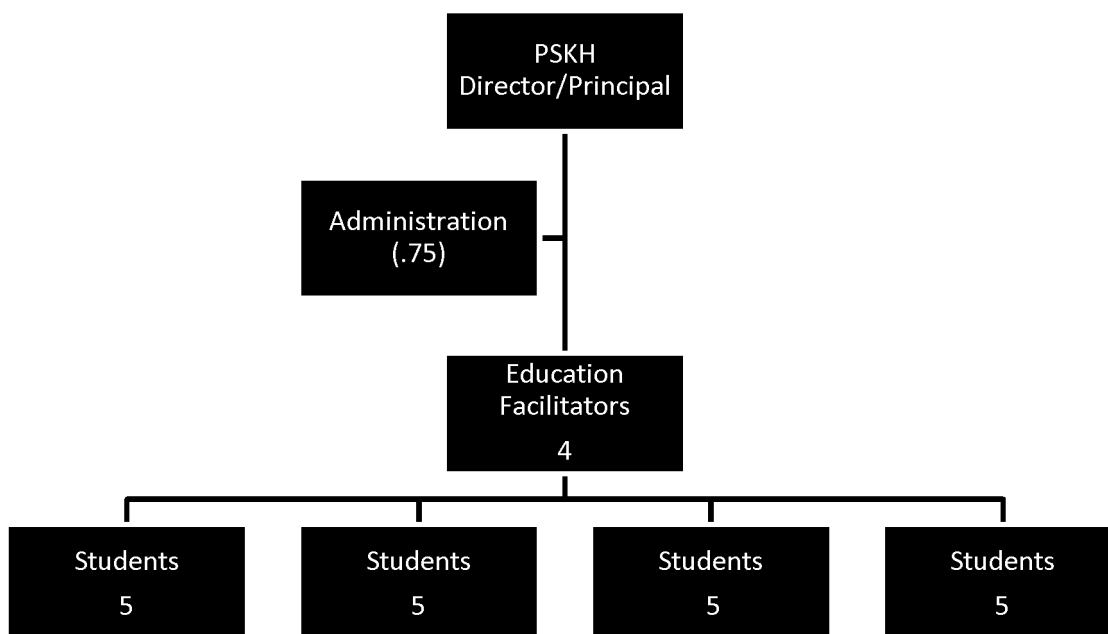 PSKH
Director/Principal
Administration
(.75)
Education
Facilitators
4
Students
5
Students
5
Students
5
Students
5